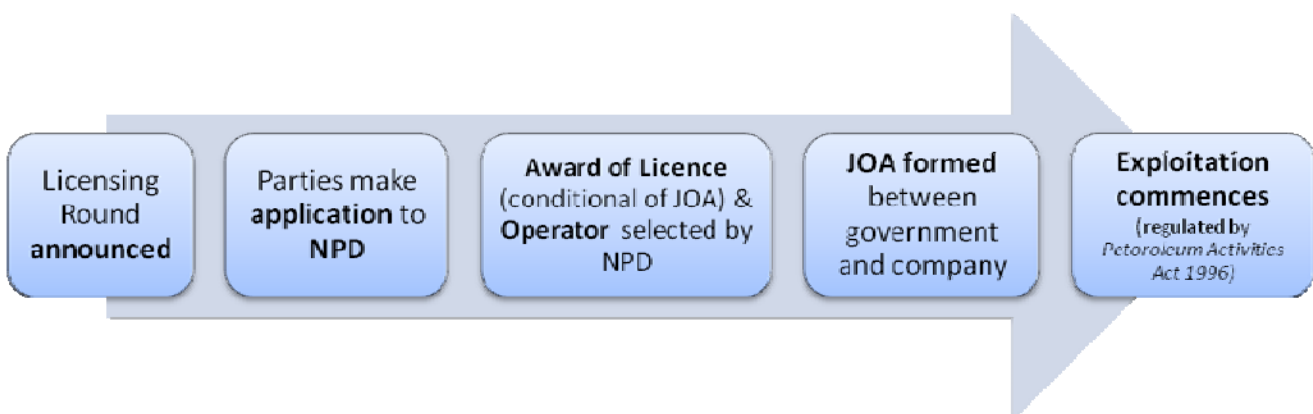 Licensing
Round
announced
Parties make
application to
NPD
Award of Licence
(conditional of JOA) &
Operator selected by
NPD
JOA formed
between
government
and company
Exploitation
commences
(regulated by
Petoroleum Activities
Act 1996)